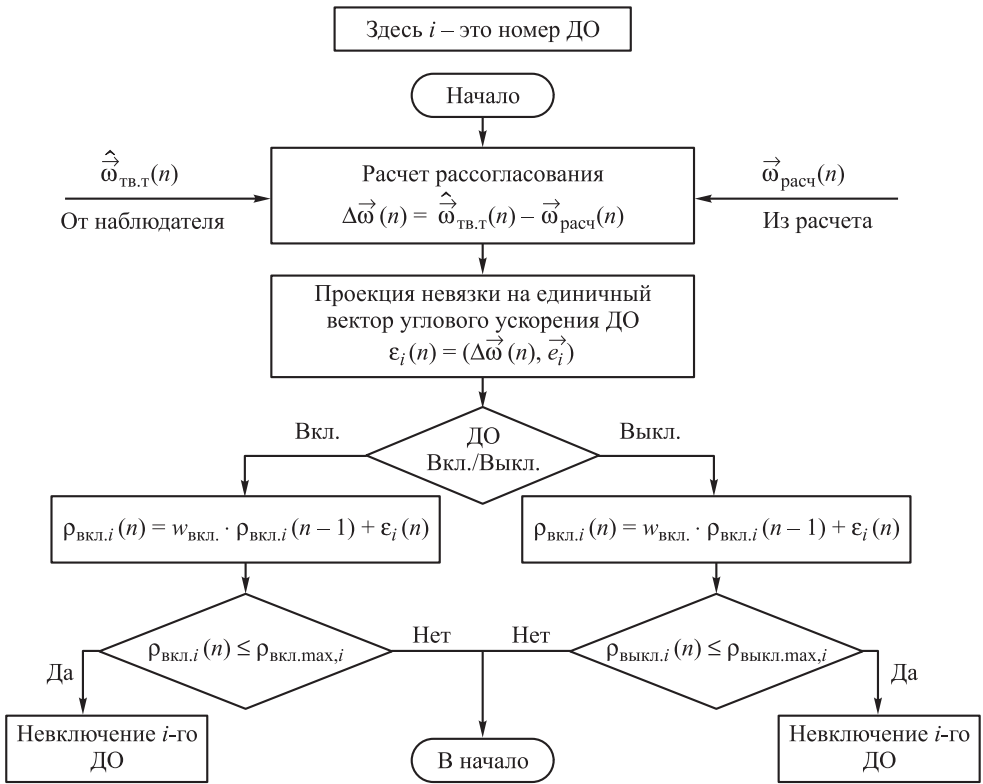 Здесь i – это номер ДО
Начало
ω̂⃗тв.т(n)
От наблюдателя
Расчет рассогласования
Δω⃗(n) = ω̂⃗тв.т(n) – ω⃗расч(n)
ω⃗расч(n)
Из расчета
Проекция невязки на единичный
вектор углового ускорения ДО
εi(n) = (Δω⃗(n), e⃗i)
Вкл.
ДО
Вкл./Выкл.
Выкл.
ρвкл.i(n) = wвкл. · ρвкл.i(n – 1) + εi(n)
ρвкл.i(n) = wвкл. · ρвкл.i(n – 1) + εi(n)
ρвкл.i(n) ≤ ρвкл.max,i
Нет
Нет
ρвыкл.i(n) ≤ ρвыкл.max,i
Да
Да
Невключение i-го
ДО
В начало
Невключение i-го
ДО